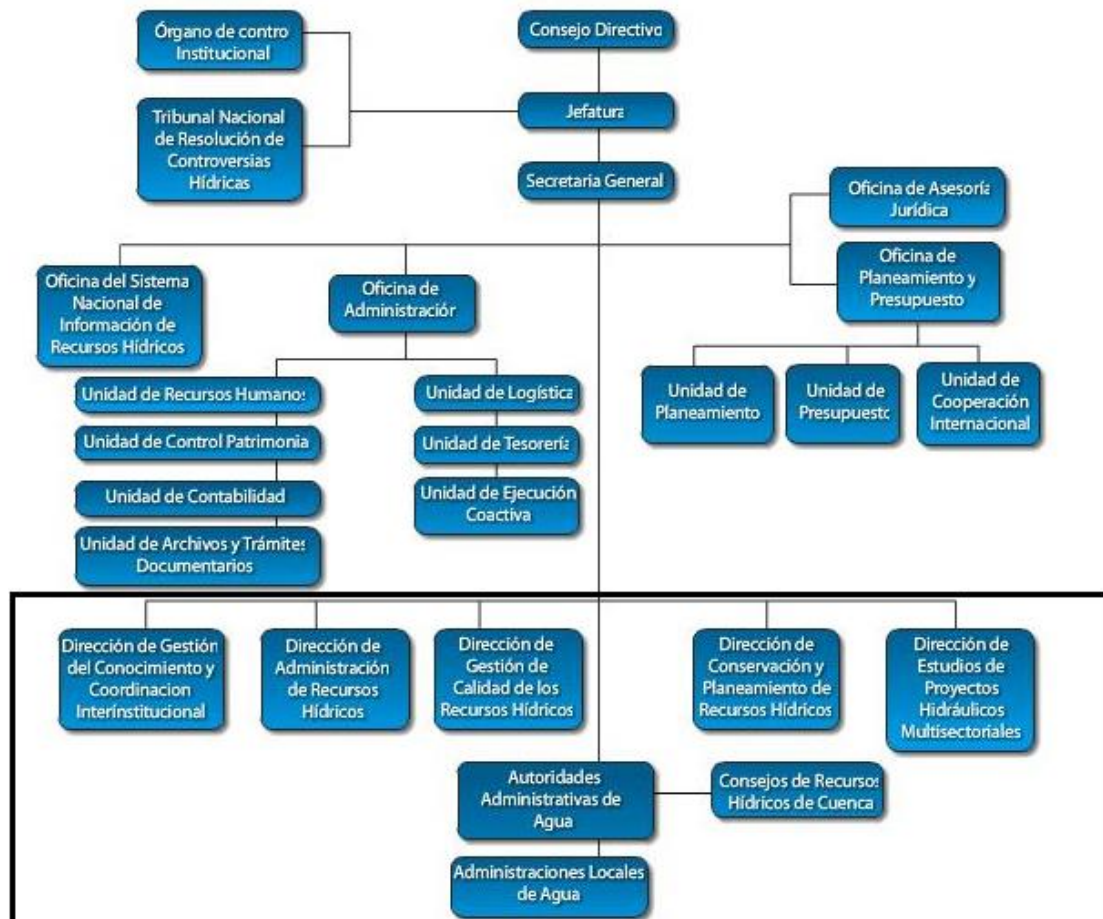 Órgano de control
Institucional
Consejo Directivo
Tribunal Nacional
de Resolución de
Controversias
Hídricas
Jefatura
Secretaria General
Oficina de Asesoría
Jurídica
Oficina de
Planeamiento y
Presupuesto
Oficina del Sistema
Nacional de
Información de
Recursos Hídricos
Oficina de
Administración
Unidad de Recursos Humanos
Unidad de Control Patrimonia
Unidad de Contabilidad
Unidad de Archivos y Trámites
Documentarios
Unidad de Logística
Unidad de Tesorería
Unidad de Ejecución
Coactiva
Unidad de
Planeamiento
Unidad de
Presupuesto
Unidad de
Cooperación
Internacional
Dirección de Gestión
del Conocimiento y
Coordinacion
Interínstitucional
Dirección de
Administración
de Recursos
Hídricos
Dirección de
Gestión de
Calidad de los
Recursos Hídricos
Dirección de
Conservación y
Planeamiento de
Recursos Hídricos
Dirección de
Estudios de
Proyectos
Hidráulicos
Multisectoriales
Autoridades
Administrativas de
Agua
Consejos de Recursos
Hídricos de Cuenca
Administraciones Locales
de Agua